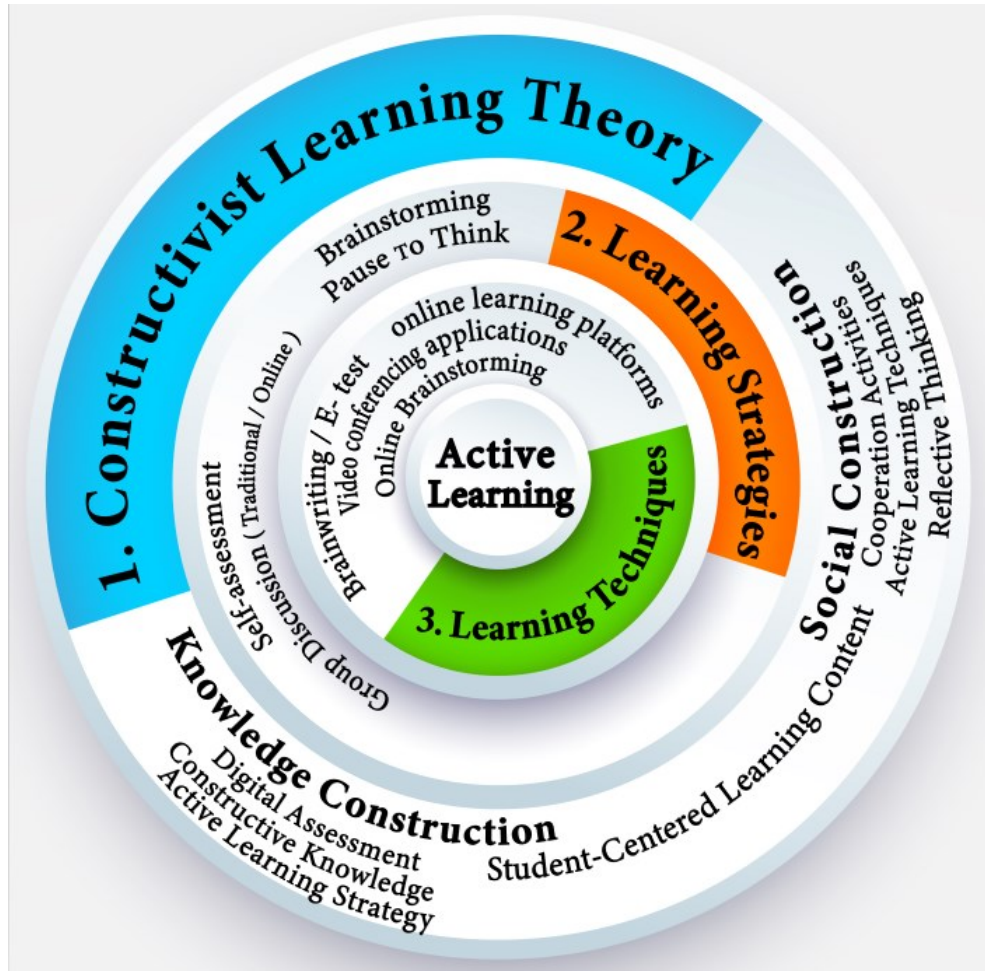 1. Constructivist Learning Theory
Social Construction
Cooperation Activities
Active Learning Techniques
Reflective Thinking
Student-Centered Learning Content
Knowledge Construction
Digital Assessment
Constructive Knowledge
Active Learning Strategy
2. Learning Strategies
Brainstorming
Pause To Think
Self-assessment
Group Discussion ( Traditional / Online )
3. Learning Techniques
online learning platforms
Video conferencing applications
Online Brainstorming
Brainwriting / E- test
Active
Learning